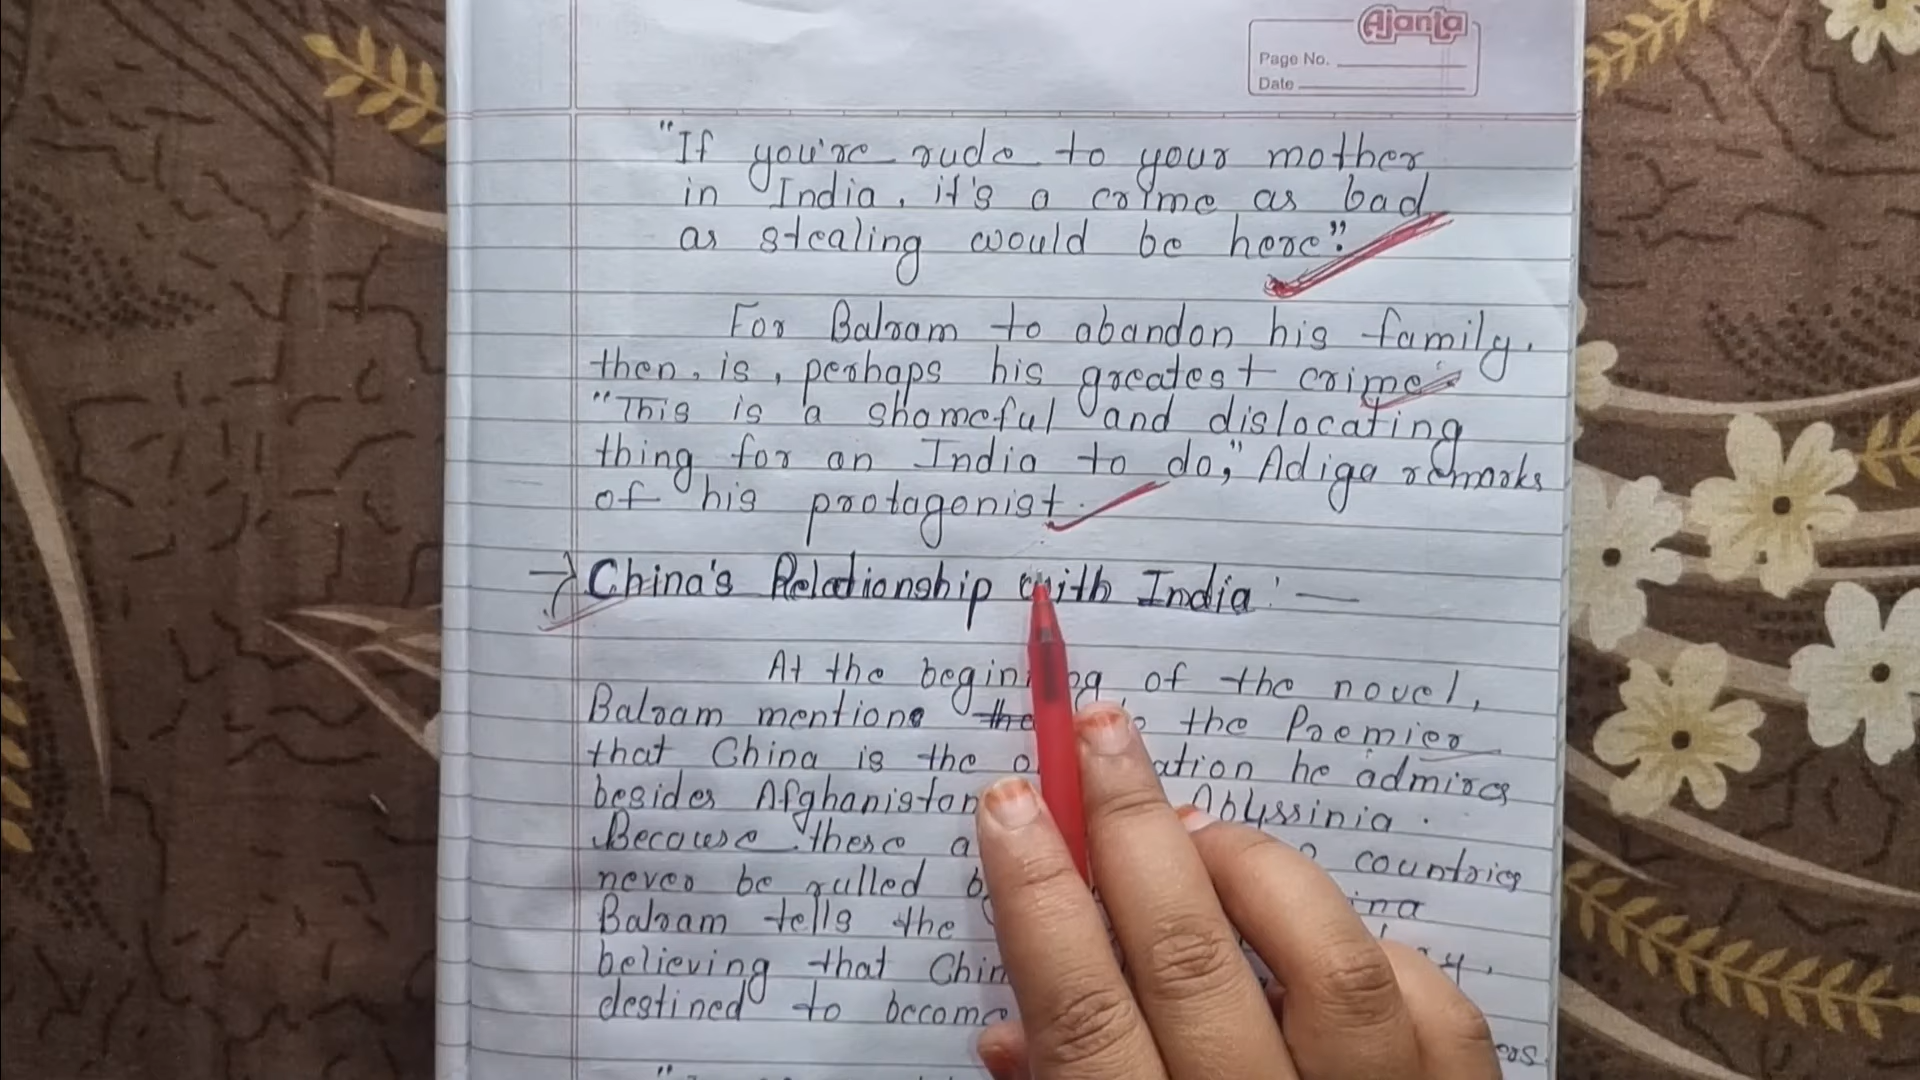 Ajanta
Page No.
Date
"If you're rude to your mother
in India, it's a crime as bad
as stealing would be here".
For Balram to abandon his family,
then, is, perhaps his greatest crime.
"This is a shameful and dislocating
thing for an India to do," Adiga remarks
of his protagonist.
→ China's Relationship with India : —
At the begining of the novel,
Balram mentions the the Premier
that China is the nation he admires
besides Afghanistan Abyssinia.
Because these countries
never be rulled
Balram tells the
believing that
destined to become